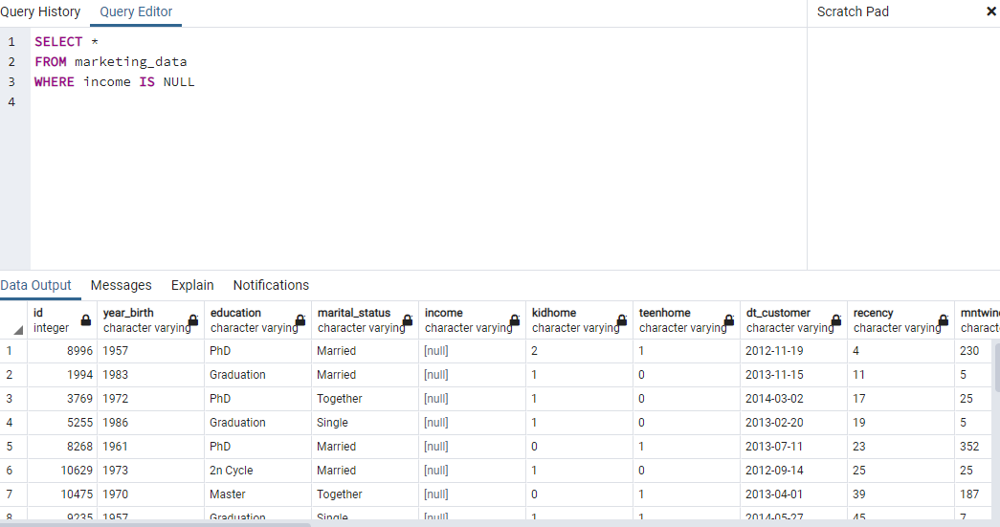 Query History Query Editor Scratch Pad
1 SELECT *
2 FROM marketing_data
3 WHERE income IS NULL
4
Data Output Messages Explain Notifications
id year_birth education marital_status income kidhome teenhome dt_customer recency mntwin
integer character varying character varying character varying character varying character varying character varying character varying character varying charact
1 8996 1957 PhD Married [null] 2 1 2012-11-19 4 230
2 1994 1983 Graduation Married [null] 1 0 2013-11-15 11 5
3 3769 1972 PhD Together [null] 1 0 2014-03-02 17 25
4 5255 1986 Graduation Single [null] 1 0 2013-02-20 19 5
5 8268 1961 PhD Married [null] 0 1 2013-07-11 23 352
6 10629 1973 2n Cycle Married [null] 1 0 2012-09-14 25 25
7 10475 1970 Master Together [null] 0 1 2013-04-01 39 187
8 9235 1957 Graduation Single [null] 1 1 2014-05-27 45 7